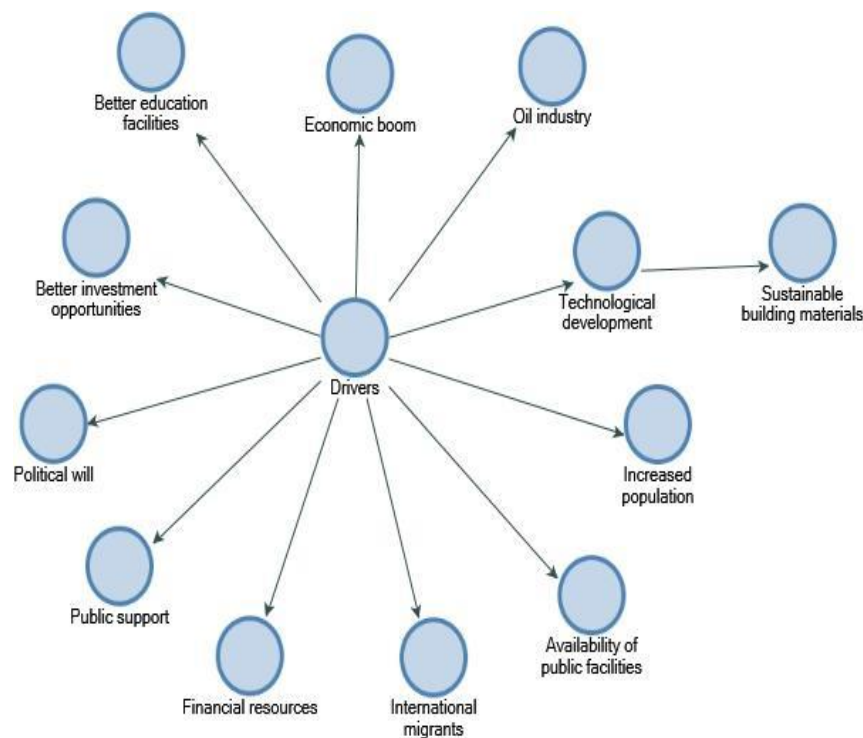 Better education
facilities
Economic boom
Oil industry
Better investment
opportunities
Technological
development
Sustainable
building materials
Drivers
Political will
Increased
population
Public support
Availability of
public facilities
Financial resources
International
migrants